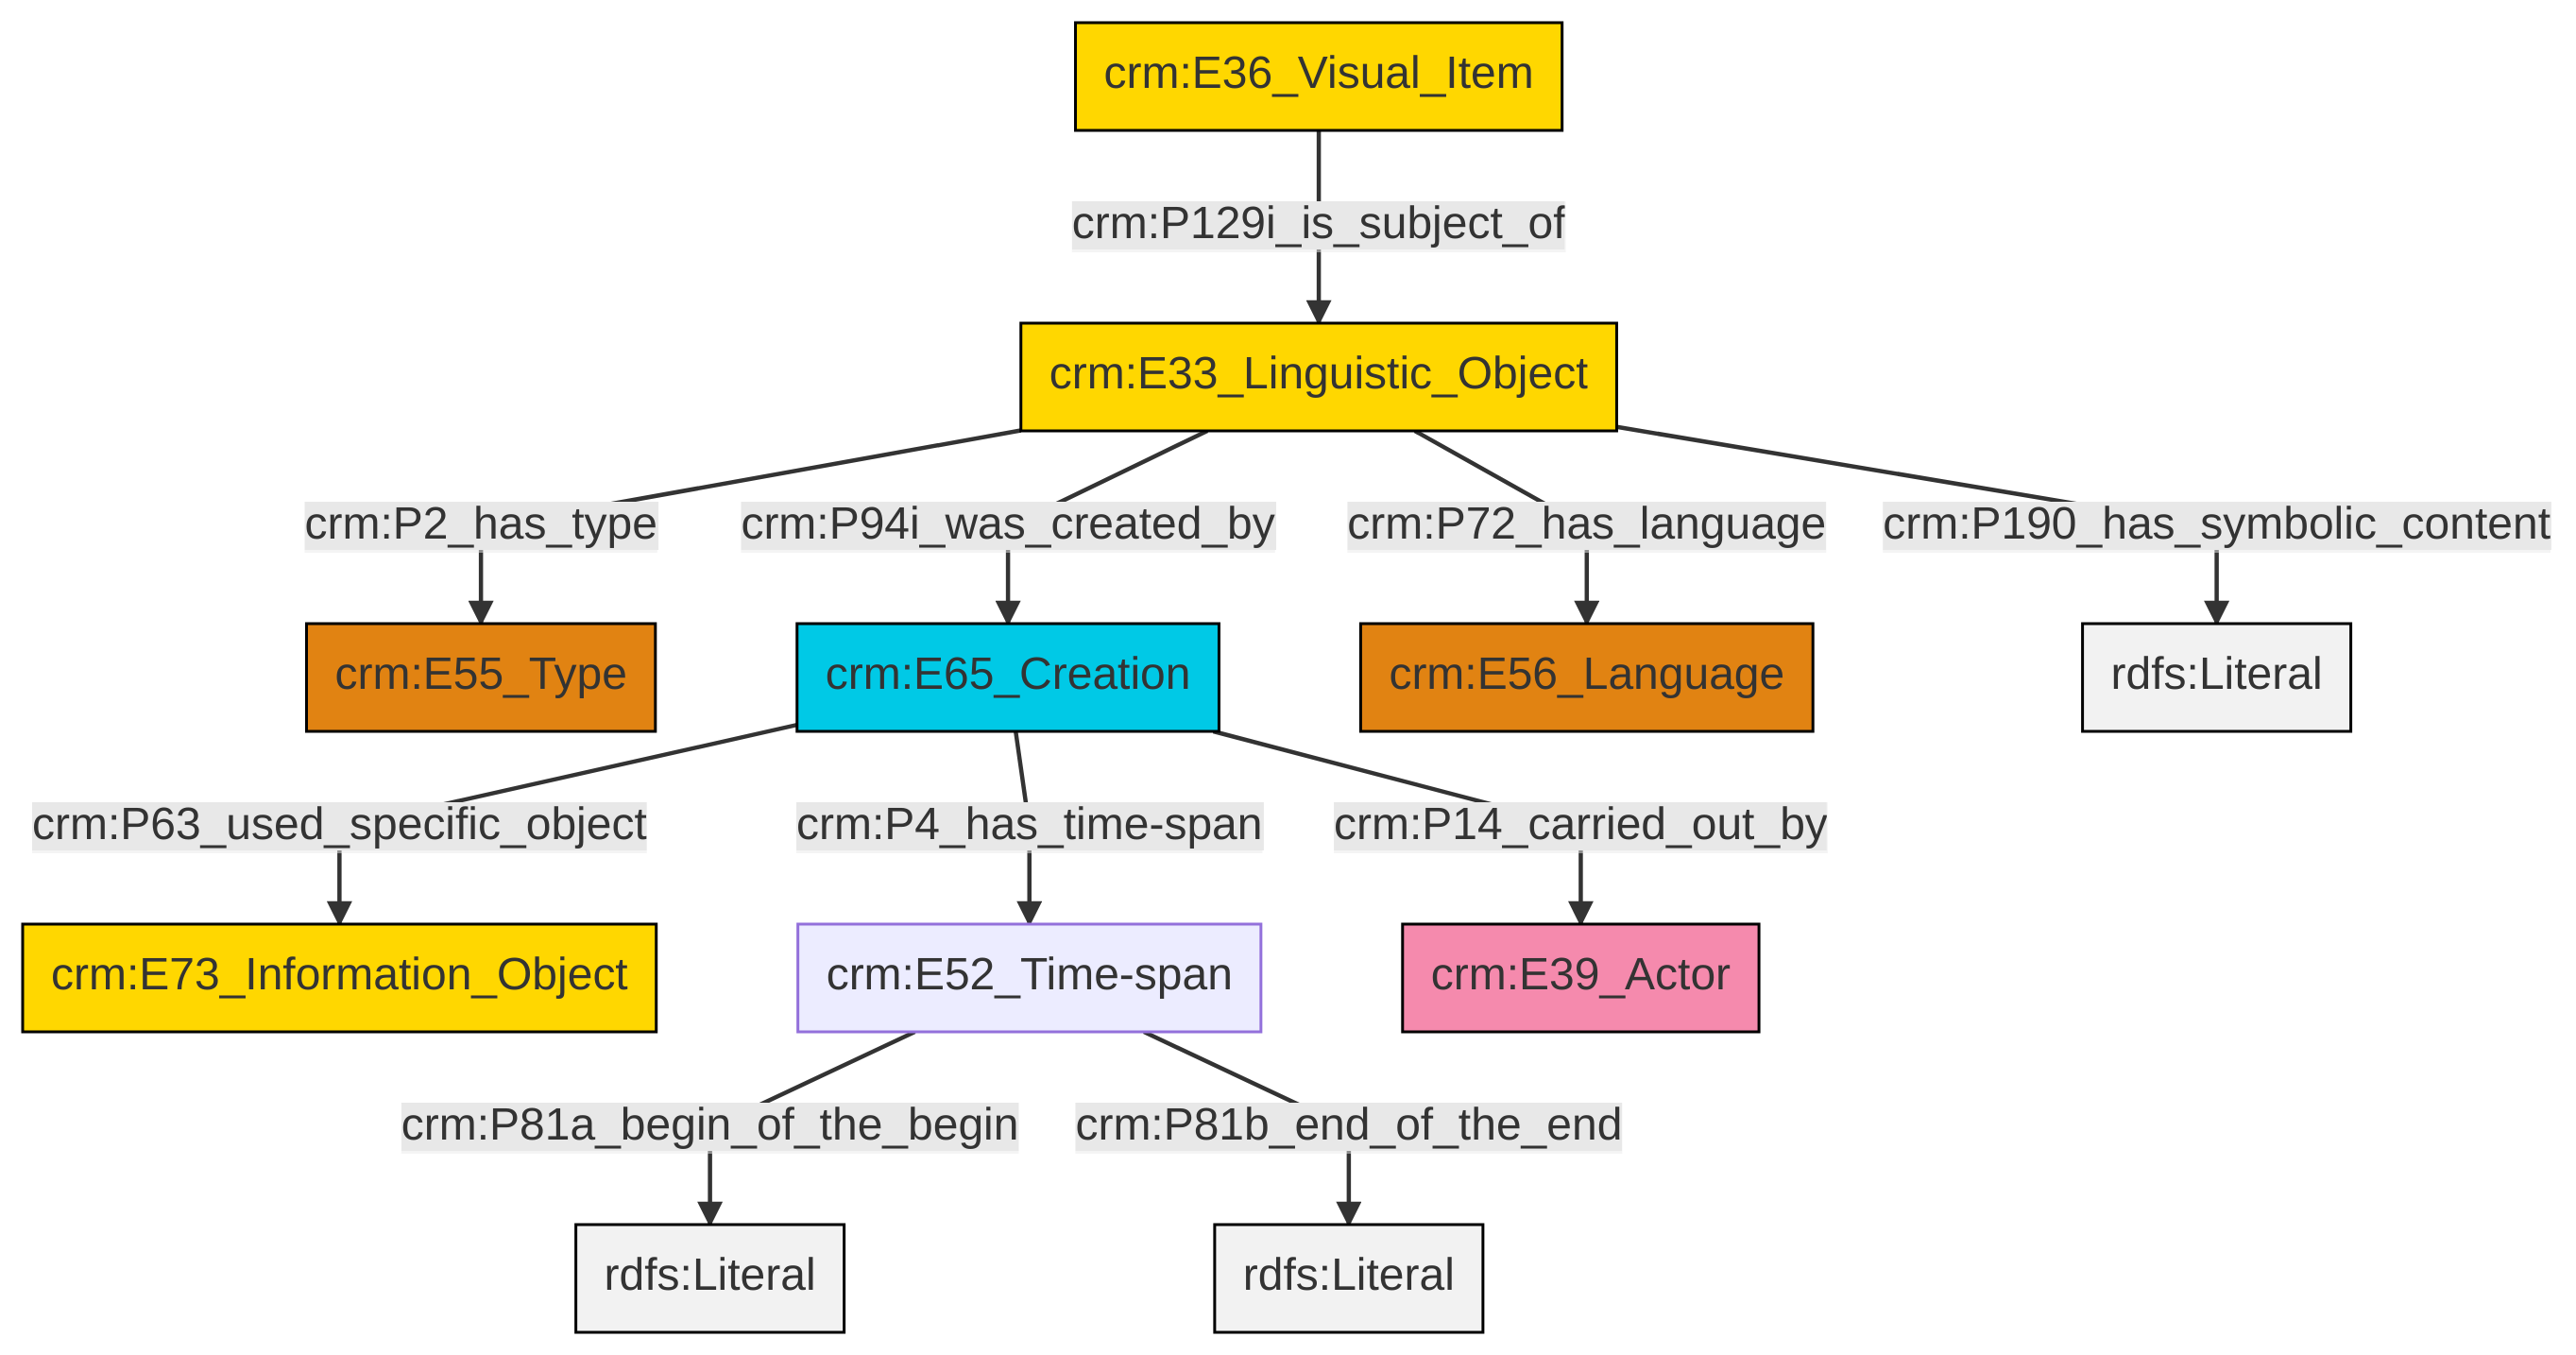 crm:E36_Visual_Item
crm:P129i_is_subject_of
crm:E33_Linguistic_Object
crm:P2_has_type
crm:P94i_was_created_by
crm:P72_has_language
crm:P190_has_symbolic_content
crm:E55_Type
crm:E65_Creation
crm:E56_Language
rdfs:Literal
crm:P63_used_specific_object
crm:P4_has_time-span
crm:P14_carried_out_by
crm:E73_Information_Object
crm:E52_Time-span
crm:E39_Actor
crm:P81a_begin_of_the_begin
crm:P81b_end_of_the_end
rdfs:Literal
rdfs:Literal